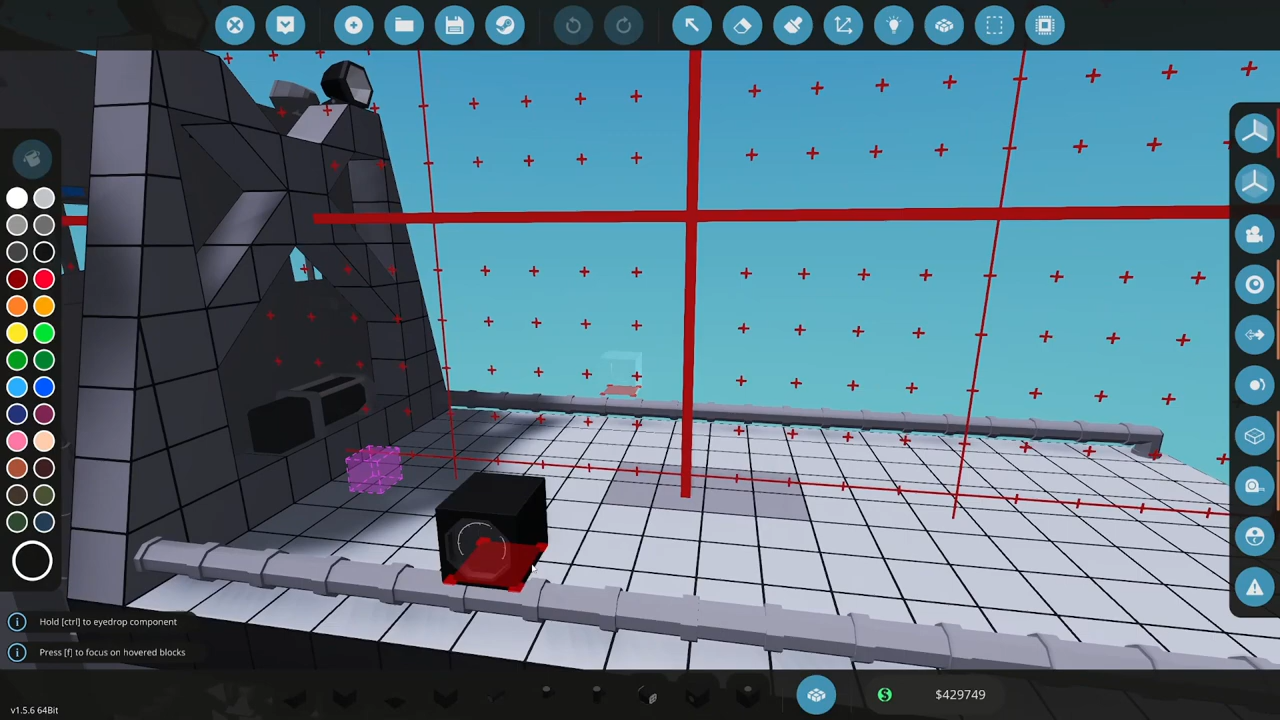 Hold [ctrl] to eyedrop component
Press [f] to focus on hovered blocks
$429749
v1.5.6 64Bit